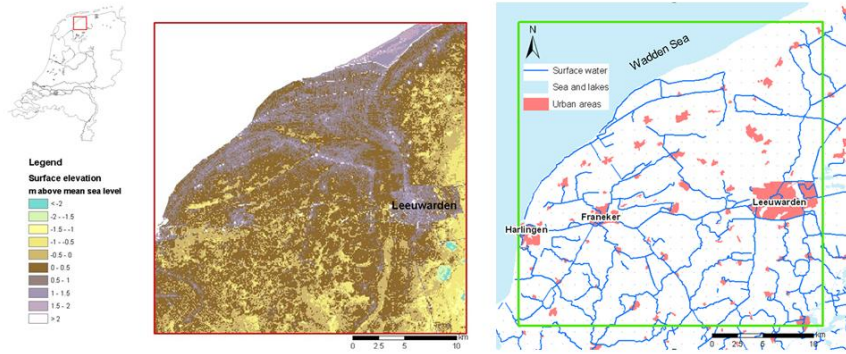 Legend
Surface elevation
m above mean sea level
< -2
-2 - -1.5
-1.5 - -1
-1 - -0.5
-0.5 - 0
0 - 0.5
0.5 - 1
1 - 1.5
1.5 - 2
> 2
Leeuwarden
km
0 2.5 5 10
N
Wadden Sea
Surface water
Sea and lakes
Urban areas
Leeuwarden
Franeker
Harlingen
km
0 2.5 5 10